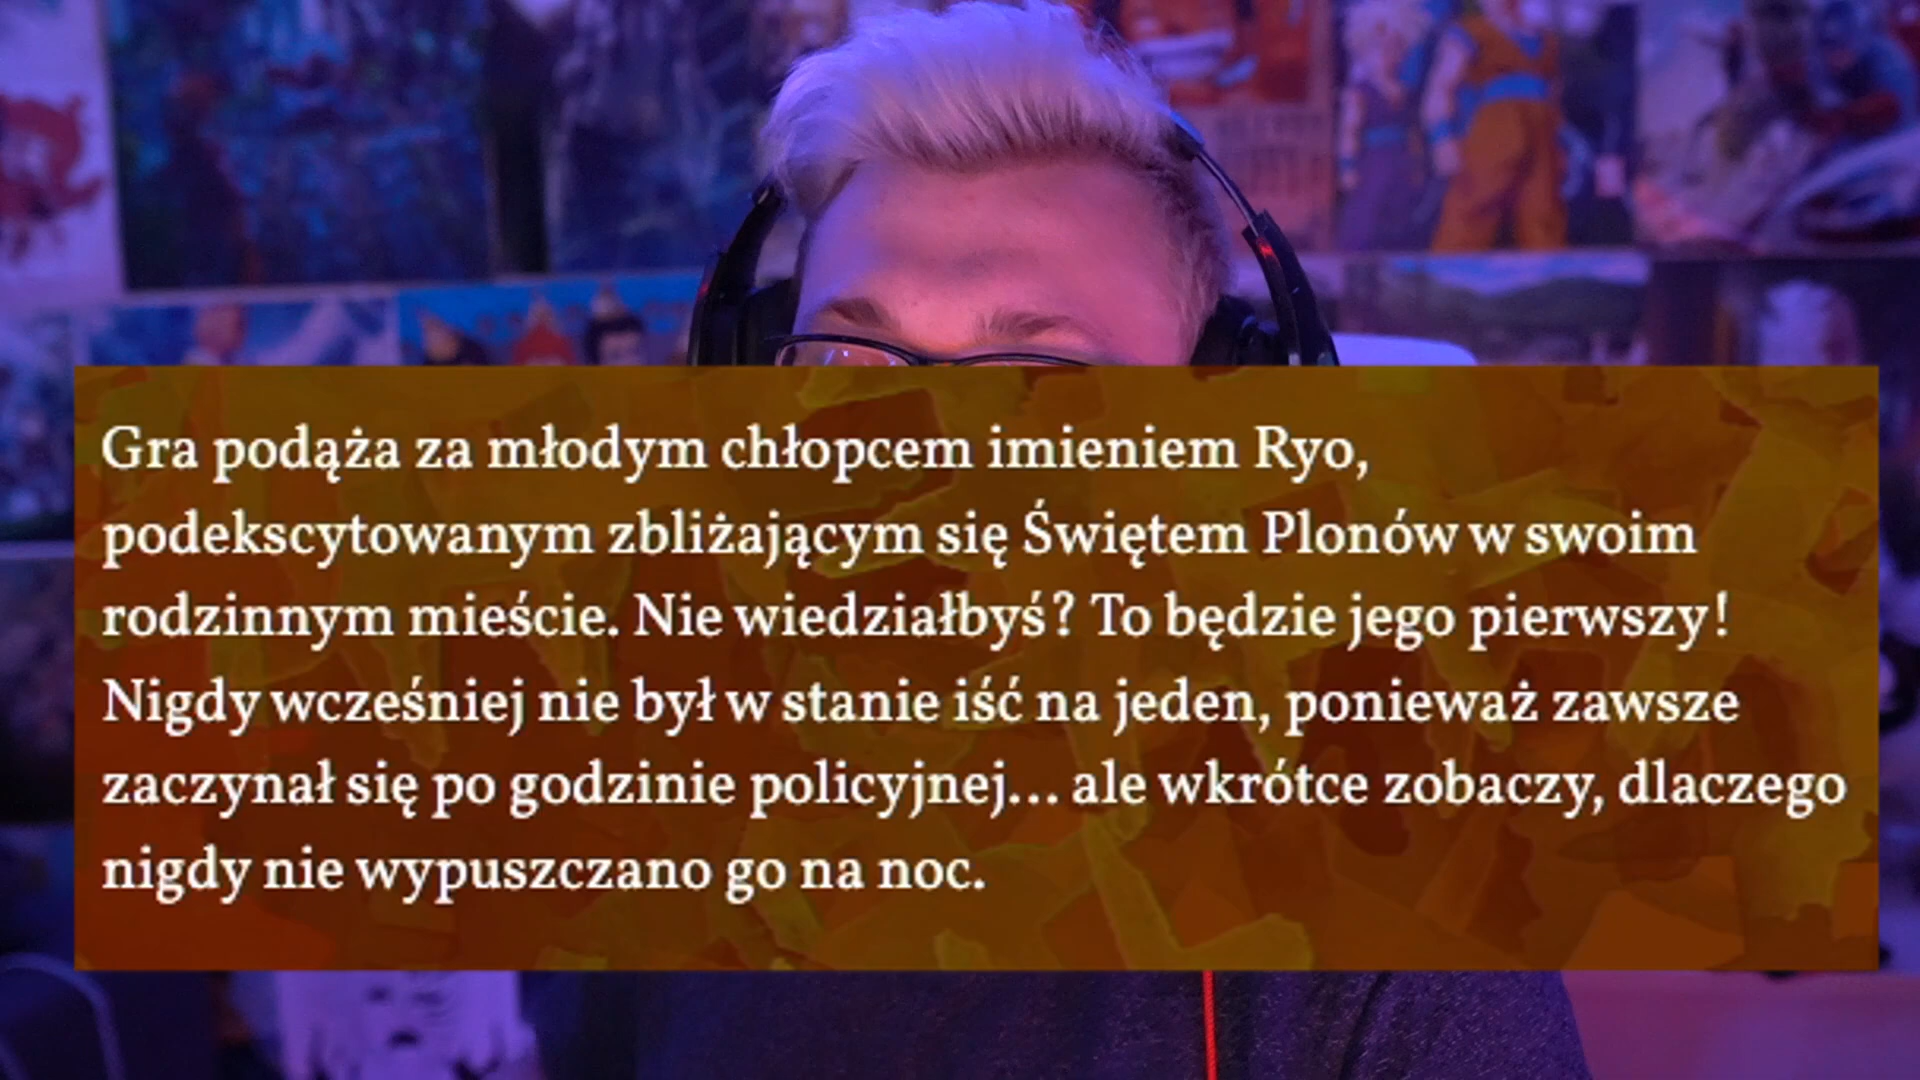 Gra podąża za młodym chłopcem imieniem Ryo,
podekscytowanym zbliżającym się Świętem Plonów w swoim
rodzinnym mieście. Nie wiedziałbyś? To będzie jego pierwszy!
Nigdy wcześniej nie był w stanie iść na jeden, ponieważ zawsze
zaczynał się po godzinie policyjnej... ale wkrótce zobaczy, dlaczego
nigdy nie wypuszczano go na noc.